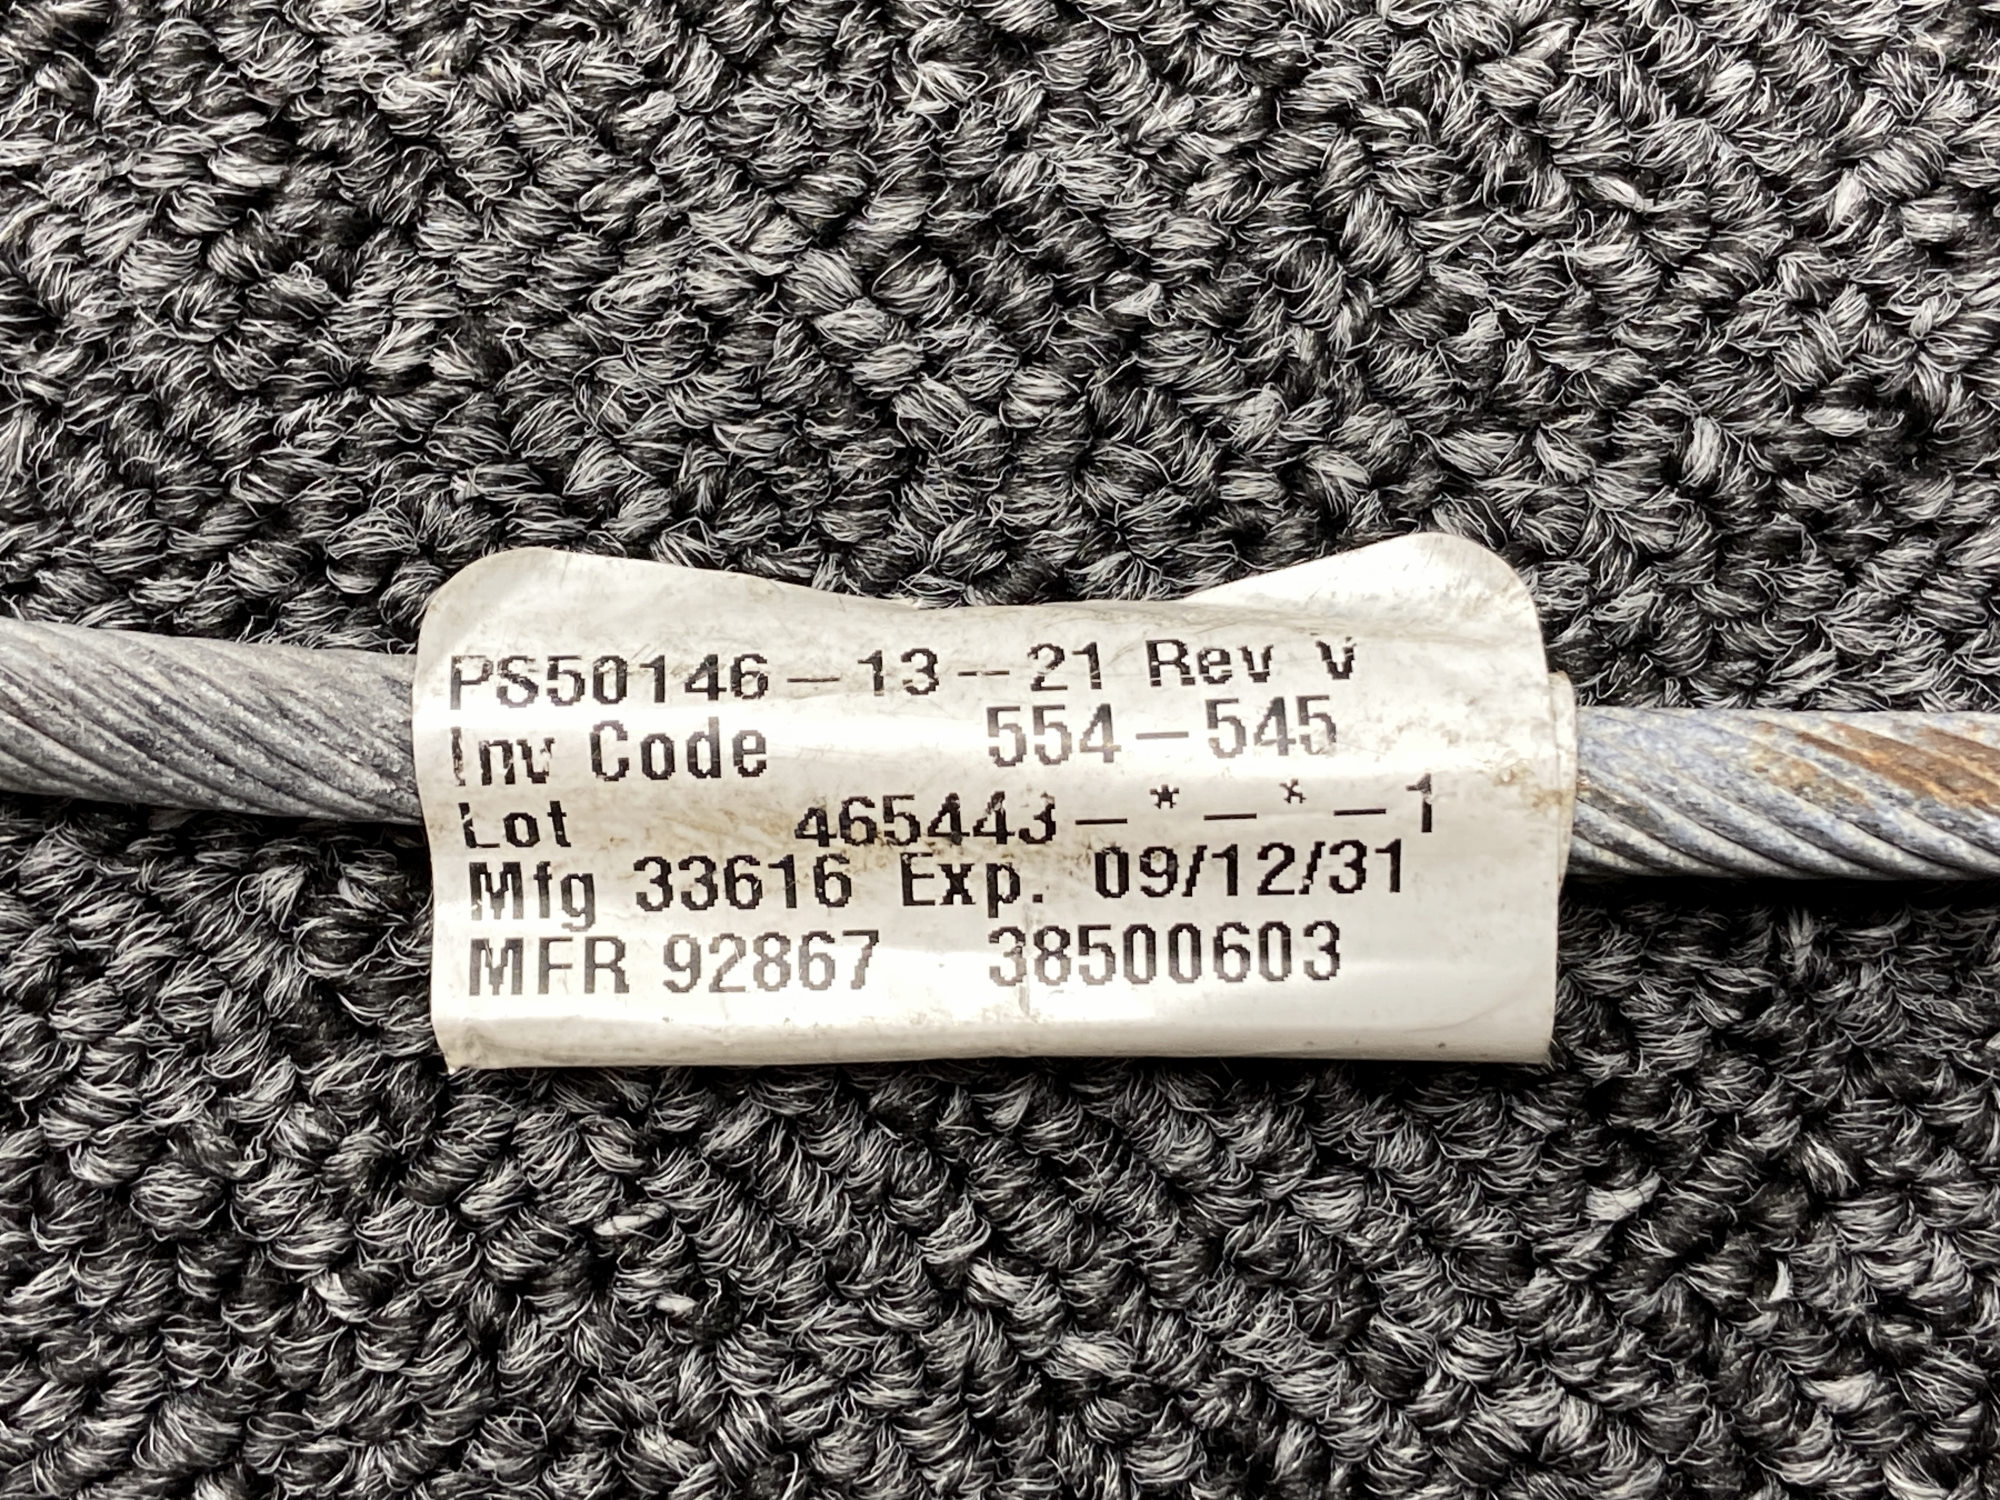 PS50146-13-21 Rev V
Inv Code 554-545
Lot 465443-*-*-1
Mfg 33616 Exp. 09/12/31
MFR 92867 38500603